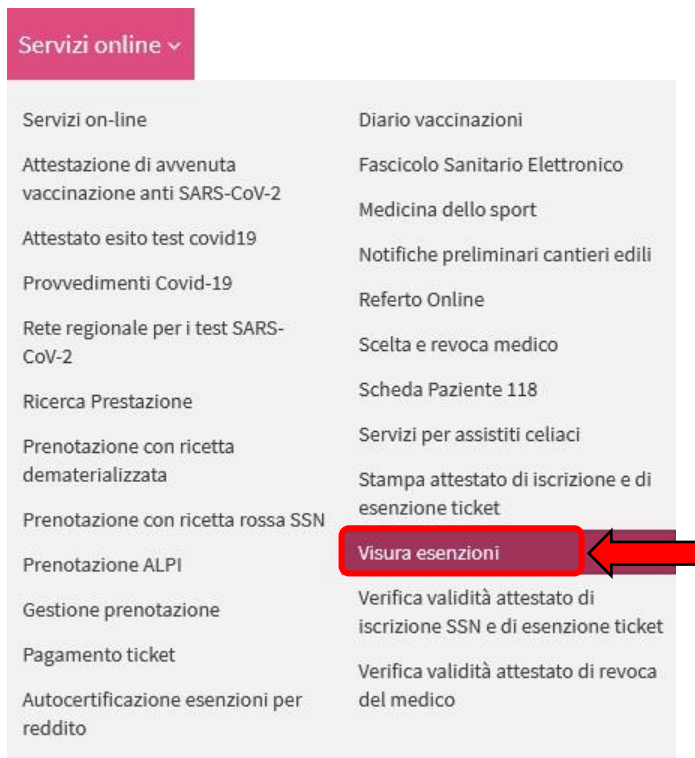 Servizi online
Servizi on-line
Attestazione di avvenuta
vaccinazione anti SARS-CoV-2
Attestato esito test covid19
Provvedimenti Covid-19
Rete regionale per i test SARS-
CoV-2
Ricerca Prestazione
Prenotazione con ricetta
dematerializzata
Prenotazione con ricetta rossa SSN
Prenotazione ALPI
Gestione prenotazione
Pagamento ticket
Autocertificazione esenzioni per
reddito
Diario vaccinazioni
Fascicolo Sanitario Elettronico
Medicina dello sport
Notifiche preliminari cantieri edili
Referto Online
Scelta e revoca medico
Scheda Paziente 118
Servizi per assistiti celiaci
Stampa attestato di iscrizione e di
esenzione ticket
Visura esenzioni
Verifica validità attestato di
iscrizione SSN e di esenzione ticket
Verifica validità attestato di revoca
del medico